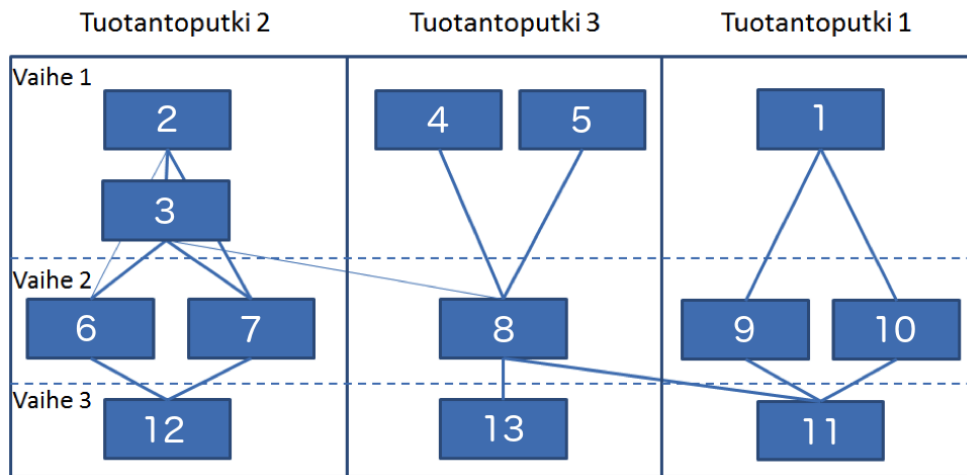 Tuotantoputki 2 Tuotantoputki 3 Tuotantoputki 1
Vaihe 1
2 4 5 1
3
Vaihe 2
6 7 8 9 10
Vaihe 3
12 13 11